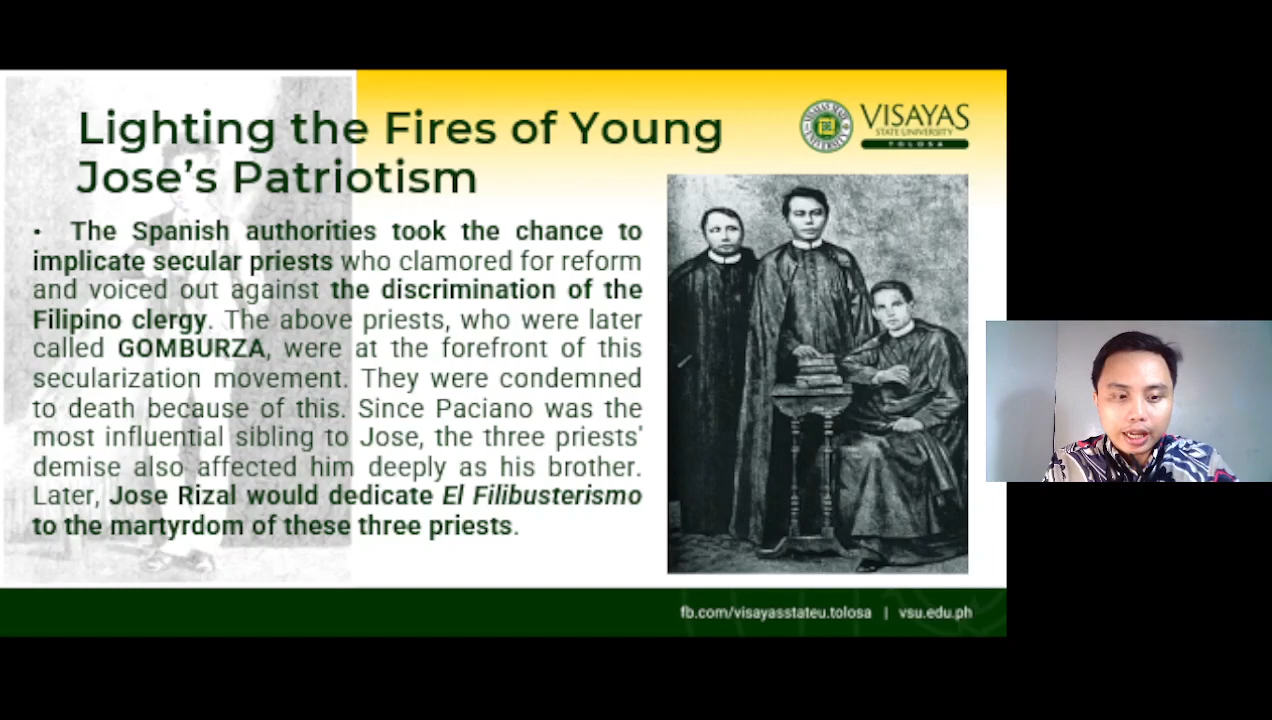 Lighting the Fires of Young
Jose's Patriotism
VISAYAS
STATE UNIVERSITY
TOLOSA
• The Spanish authorities took the chance to
implicate secular priests who clamored for reform
and voiced out against the discrimination of the
Filipino clergy. The above priests, who were later
called GOMBURZA, were at the forefront of this
secularization movement. They were condemned
to death because of this. Since Paciano was the
most influential sibling to Jose, the three priests'
demise also affected him deeply as his brother.
Later, Jose Rizal would dedicate El Filibusterismo
to the martyrdom of these three priests.
fb.com/visayasstateu.tolosa | vsu.edu.ph